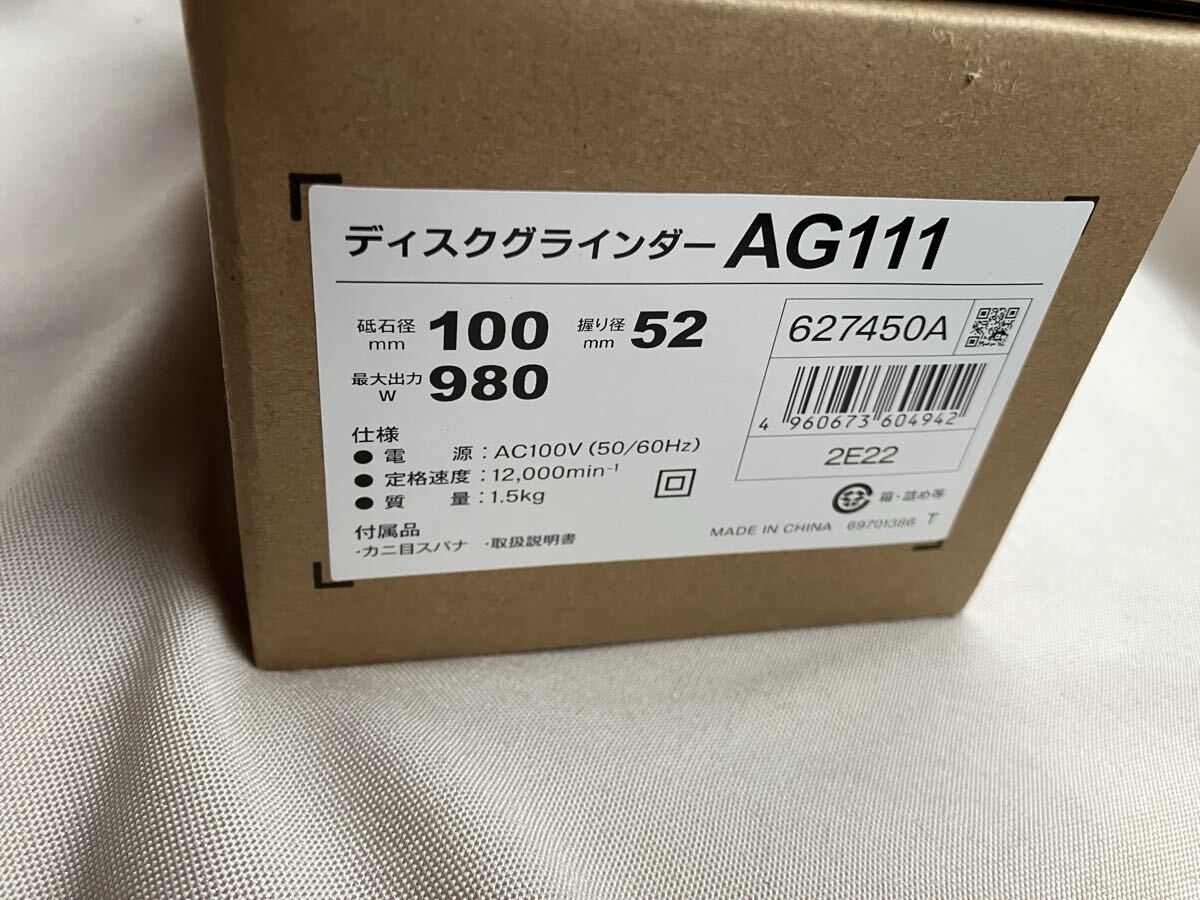 ディスクグラインダー AG111
砥石径 mm 100 握り径 mm 52
最大出力 W 980
仕様
● 電 源 : AC100V (50/60Hz)
● 定格速度 : 12,000min⁻¹
● 質 量 : 1.5kg
付属品
・カニ目スパナ ・取扱説明書
627450A
4 960673 604942
2E22
箱・詰め等
MADE IN CHINA 69701386 T